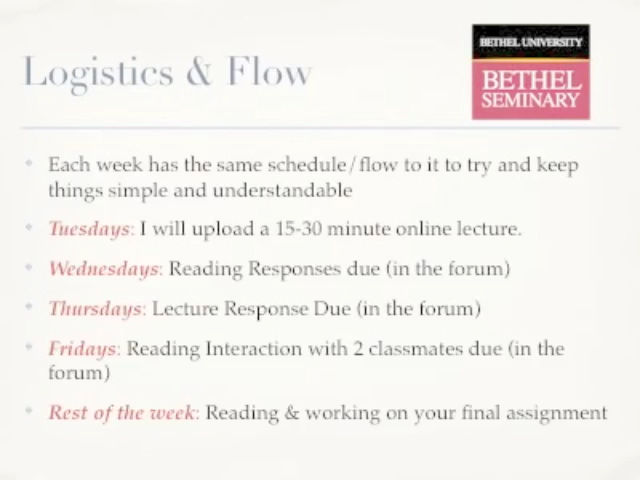 Logistics & Flow
BETHEL UNIVERSITY
BETHEL
SEMINARY
Each week has the same schedule/flow to it to try and keep
things simple and understandable
Tuesdays: I will upload a 15-30 minute online lecture.
Wednesdays: Reading Responses due (in the forum)
Thursdays: Lecture Response Due (in the forum)
Fridays: Reading Interaction with 2 classmates due (in the
forum)
Rest of the week: Reading & working on your final assignment